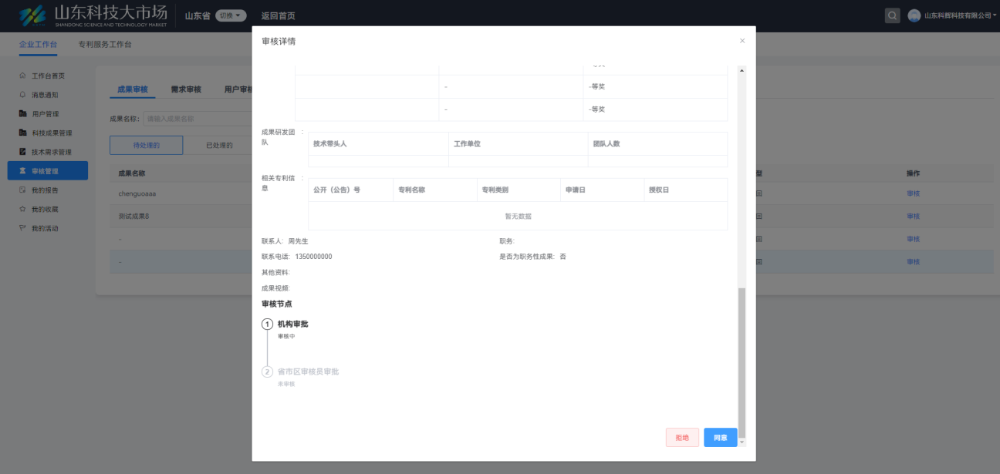 山东科技大市场
SHANDONG SCIENCE AND TECHNOLOGY MARKET
山东省 切换 返回首页
山东科辉科技有限公司
企业工作台 专利服务工作台
审核详情
工作台首页
消息通知
用户管理
科技成果管理
技术需求管理
审核管理
我的报告
我的收藏
我的活动
成果审核 需求审核 用户审核
成果名称: 请输入成果名称
待处理的 已处理的
成果名称 型 操作
chenguoaaa 回 审核
测试成果8 回 审核
- 回 审核
- 回 审核
- -等奖
- -等奖
成果研发团队 :
技术带头人 工作单位 团队人数
相关专利信息 :
公开（公告）号 专利名称 专利类别 申请日 授权日
暂无数据
联系人: 周先生 职务:
联系电话: 1350000000 是否为职务性成果: 否
其他资料:
成果视频:
审核节点
1 机构审批
审核中
2 省市区审核员审批
未审核
拒绝 同意